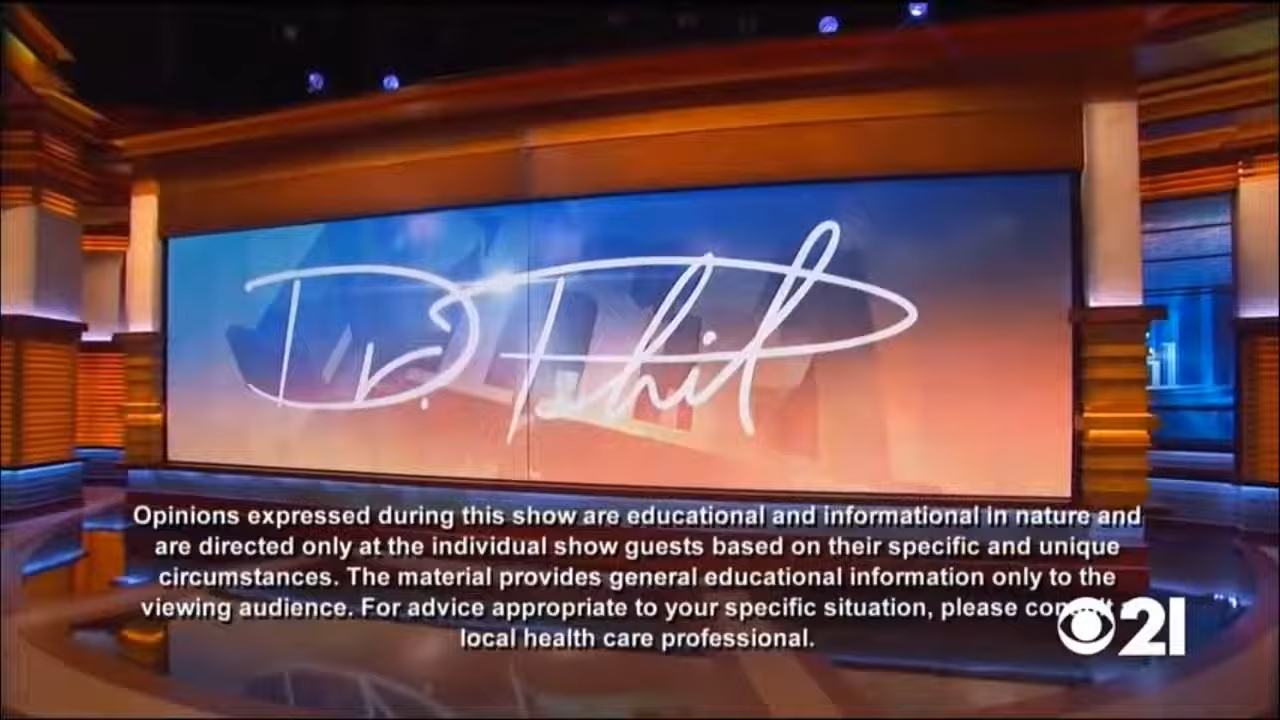 Dr. Phil
Opinions expressed during this show are educational and informational in nature and
are directed only at the individual show guests based on their specific and unique
circumstances. The material provides general educational information only to the
viewing audience. For advice appropriate to your specific situation, please consult a
local health care professional.
21